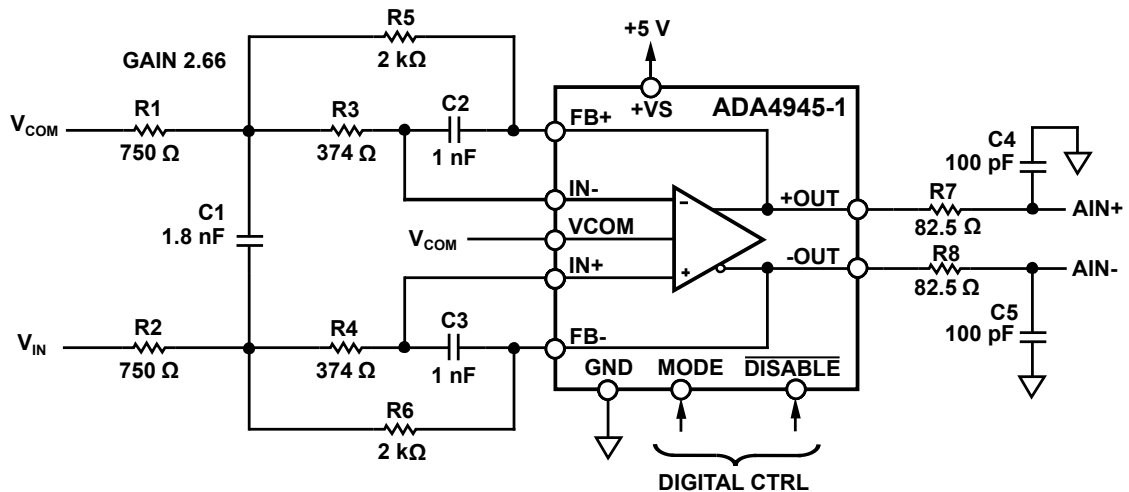 R5
2 kΩ
+5 V
GAIN 2.66
+VS
ADA4945-1
V_COM
R1
750 Ω
R3
374 Ω
C2
1 nF
FB+
C4
100 pF
IN-
−
+OUT
R7
82.5 Ω
AIN+
C1
1.8 nF
V_COM
VCOM
IN+
+
-OUT
R8
82.5 Ω
AIN-
V_IN
R2
750 Ω
R4
374 Ω
C3
1 nF
FB-
C5
100 pF
GND
MODE
DISABLE
R6
2 kΩ
DIGITAL CTRL